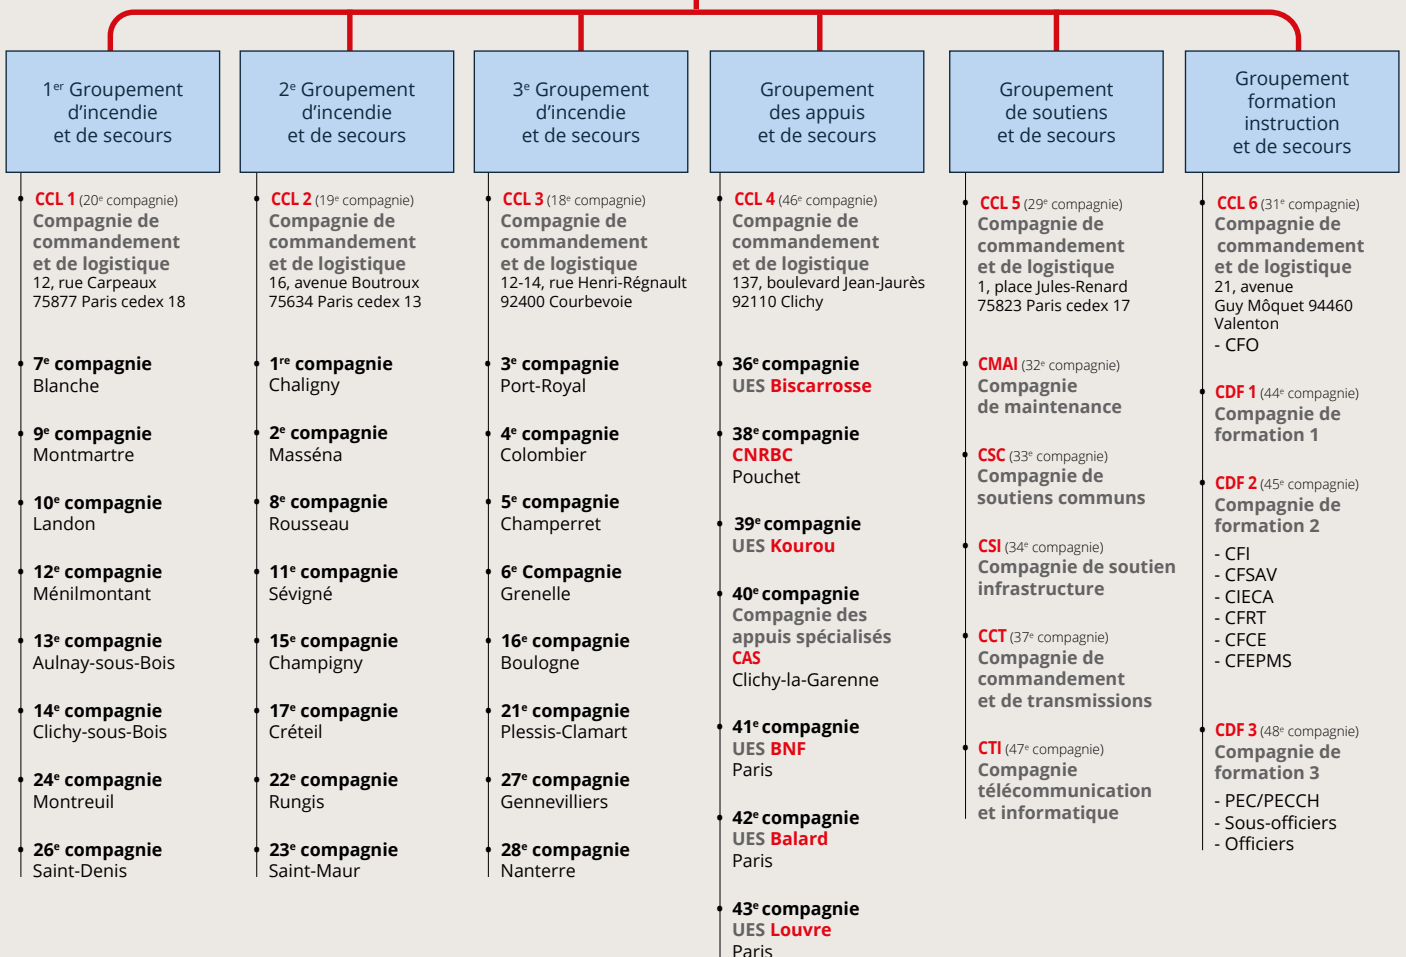 1er Groupement
d'incendie
et de secours
CCL 1 (20e compagnie)
Compagnie de
commandement
et de logistique
12, rue Carpeaux
75877 Paris cedex 18
7e compagnie
Blanche
9e compagnie
Montmartre
10e compagnie
Landon
12e compagnie
Ménilmontant
13e compagnie
Aulnay-sous-Bois
14e compagnie
Clichy-sous-Bois
24e compagnie
Montreuil
26e compagnie
Saint-Denis
2e Groupement
d'incendie
et de secours
CCL 2 (19e compagnie)
Compagnie de
commandement
et de logistique
16, avenue Boutroux
75634 Paris cedex 13
1re compagnie
Chaligny
2e compagnie
Masséna
8e compagnie
Rousseau
11e compagnie
Sévigné
15e compagnie
Champigny
17e compagnie
Créteil
22e compagnie
Rungis
23e compagnie
Saint-Maur
3e Groupement
d'incendie
et de secours
CCL 3 (18e compagnie)
Compagnie de
commandement
et de logistique
12-14, rue Henri-Régnault
92400 Courbevoie
3e compagnie
Port-Royal
4e compagnie
Colombier
5e compagnie
Champerret
6e Compagnie
Grenelle
16e compagnie
Boulogne
21e compagnie
Plessis-Clamart
27e compagnie
Gennevilliers
28e compagnie
Nanterre
Groupement
des appuis
et de secours
CCL 4 (46e compagnie)
Compagnie de
commandement
et de logistique
137, boulevard Jean-Jaurès
92110 Clichy
36e compagnie
UES Biscarrosse
38e compagnie
CNRBC
Pouchet
39e compagnie
UES Kourou
40e compagnie
Compagnie des
appuis spécialisés
CAS
Clichy-la-Garenne
41e compagnie
UES BNF
Paris
42e compagnie
UES Balard
Paris
43e compagnie
UES Louvre
Paris
Groupement
de soutiens
et de secours
CCL 5 (29e compagnie)
Compagnie de
commandement
et de logistique
1, place Jules-Renard
75823 Paris cedex 17
CMAI (32e compagnie)
Compagnie
de maintenance
CSC (33e compagnie)
Compagnie de
soutiens communs
CSI (34e compagnie)
Compagnie de soutien
infrastructure
CCT (37e compagnie)
Compagnie de
commandement
et de transmissions
CTI (47e compagnie)
Compagnie
télécommunication
et informatique
Groupement
formation
instruction
et de secours
CCL 6 (31e compagnie)
Compagnie de
commandement
et de logistique
21, avenue
Guy Môquet 94460
Valenton
- CFO
CDF 1 (44e compagnie)
Compagnie de
formation 1
CDF 2 (45e compagnie)
Compagnie de
formation 2
- CFI
- CFSAV
- CIECA
- CFRT
- CFCE
- CFEPMS
CDF 3 (48e compagnie)
Compagnie de
formation 3
- PEC/PECCH
- Sous-officiers
- Officiers